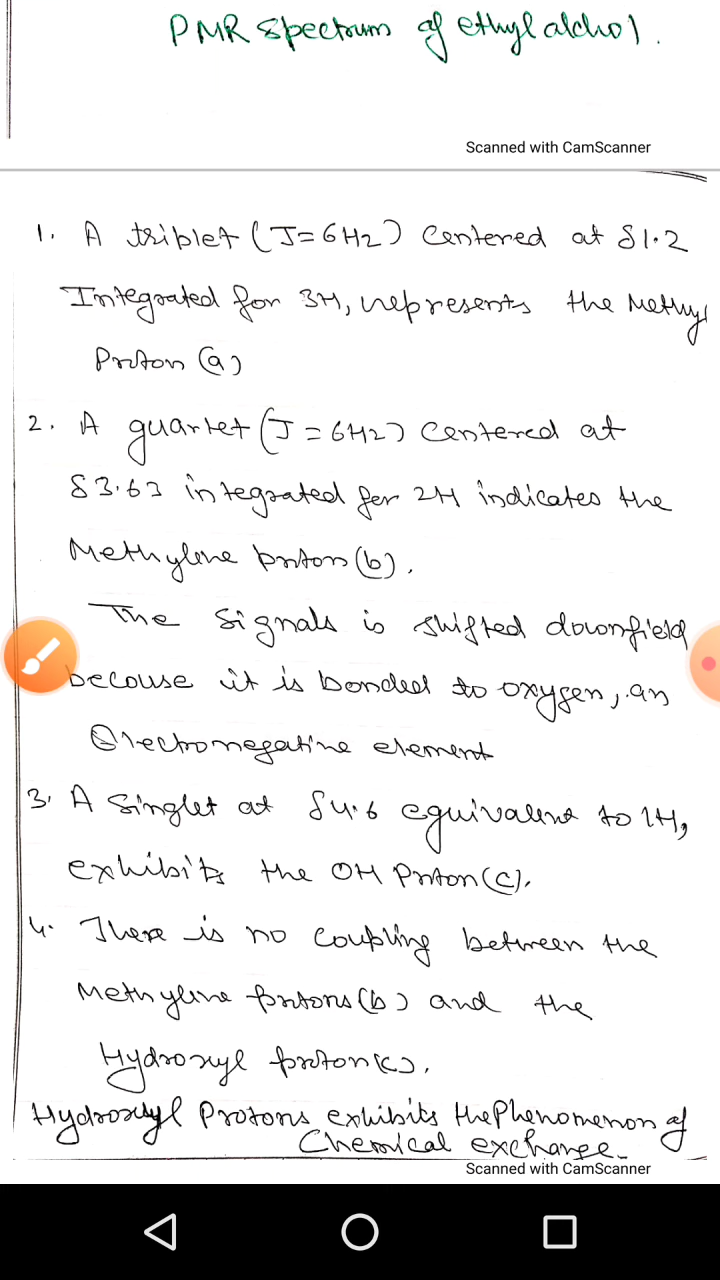 PMR spectrum of ethyl alchol.
Scanned with CamScanner
1. A triplet (J=6Hz) Centered at δ1.2
Integrated for 3H, represents the Methyl
Proton (a)
2. A quartet (J=6Hz) Centered at
δ3.63 integrated for 2H indicates the
Methylene proton (b).
The Signals is shifted downfield
because it is bonded to oxygen, an
Electronegative element
3. A Singlet at δ4.6 equivalent to 1H,
exhibits the OH Proton (c).
4. There is no Coupling between the
Methylene protons (b) and the
Hydroxyl proton (c).
Hydroxyl Protons exhibits the Phenomenon of
Chemical exchange.
Scanned with CamScanner